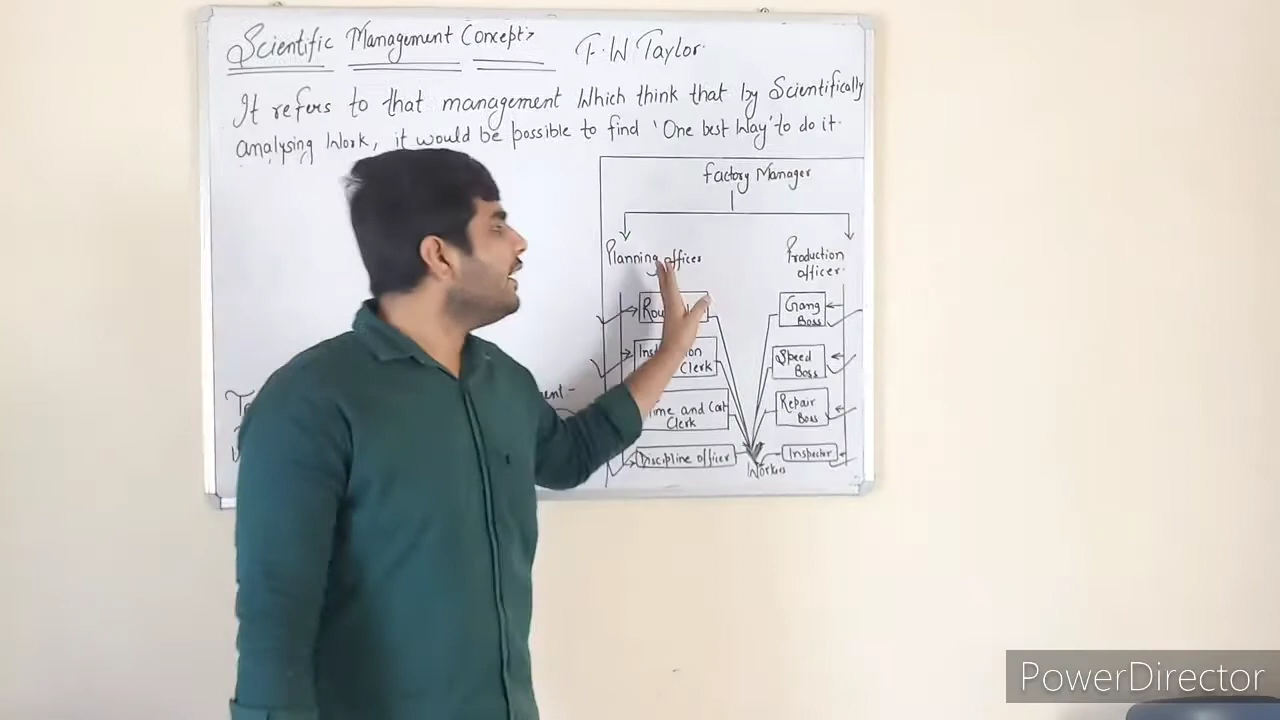 Scientific Management Concept:-
F.W Taylor.
It refers to that management Which think that by Scientifically
analysing Work, it would be possible to find 'One best Way' to do it.
factory Manager
Planning officer
Production
officer.
Gang
Boss
Clerk
Speed
Boss
Time and Cost
Clerk
Repair
Boss
Discipline officer
Inspector
Workers
PowerDirector